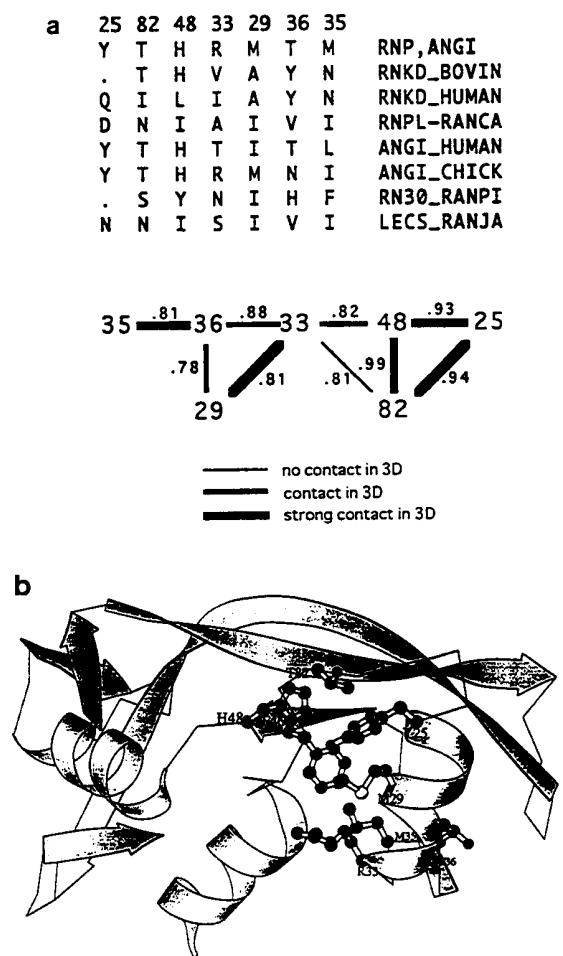 a
25 82 48 33 29 36 35
Y T H R M T M RNP,ANGI
. T H V A Y N RNKD_BOVIN
Q I L I A Y N RNKD_HUMAN
D N I A I V I RNPL-RANCA
Y T H T I T L ANGI_HUMAN
Y T H R M N I ANGI_CHICK
. S Y N I H F RN30_RANPI
N N I S I V I LECS_RANJA
.81 .88 .82 .93
35 36 33 48 25
.78 .81 .81 .99 .94
29 82
no contact in 3D
contact in 3D
strong contact in 3D
b
H48
M29
M35
R33